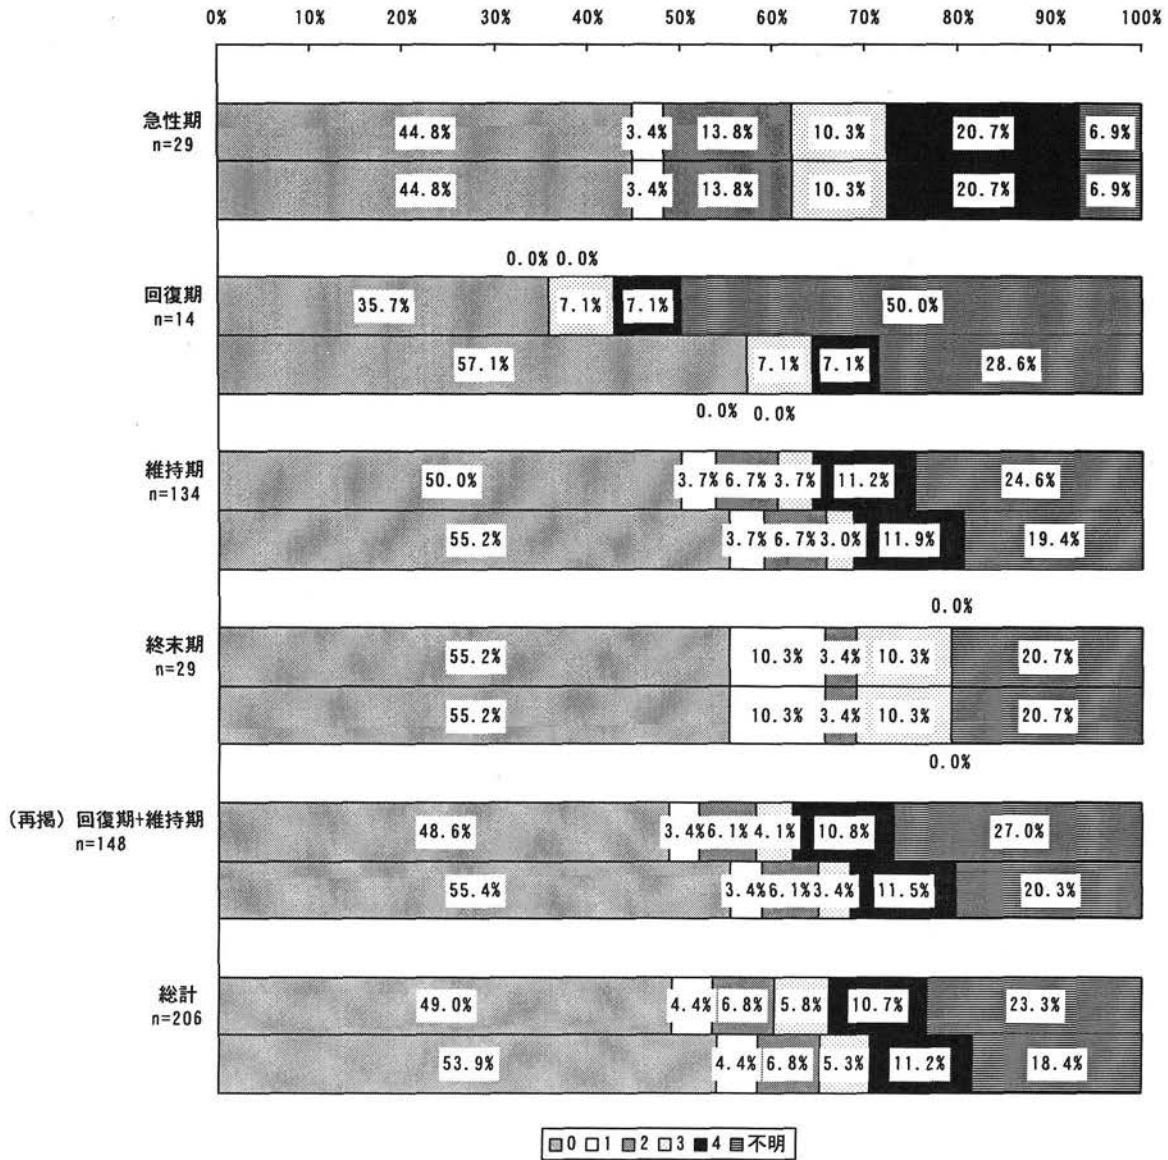 0% 10% 20% 30% 40% 50% 60% 70% 80% 90% 100%
急性期
n=29
44.8% 3.4% 13.8% 10.3% 20.7% 6.9%
44.8% 3.4% 13.8% 10.3% 20.7% 6.9%
0.0% 0.0%
回復期
n=14
35.7% 7.1% 7.1% 50.0%
57.1% 7.1% 7.1% 28.6%
0.0% 0.0%
維持期
n=134
50.0% 3.7% 6.7% 3.7% 11.2% 24.6%
55.2% 3.7% 6.7% 3.0% 11.9% 19.4%
0.0%
終末期
n=29
55.2% 10.3% 3.4% 10.3% 20.7%
55.2% 10.3% 3.4% 10.3% 20.7%
0.0%
(再掲)回復期+維持期
n=148
48.6% 3.4% 6.1% 4.1% 10.8% 27.0%
55.4% 3.4% 6.1% 3.4% 11.5% 20.3%
総計
n=206
49.0% 4.4% 6.8% 5.8% 10.7% 23.3%
53.9% 4.4% 6.8% 5.3% 11.2% 18.4%
0 1 2 3 4 不明